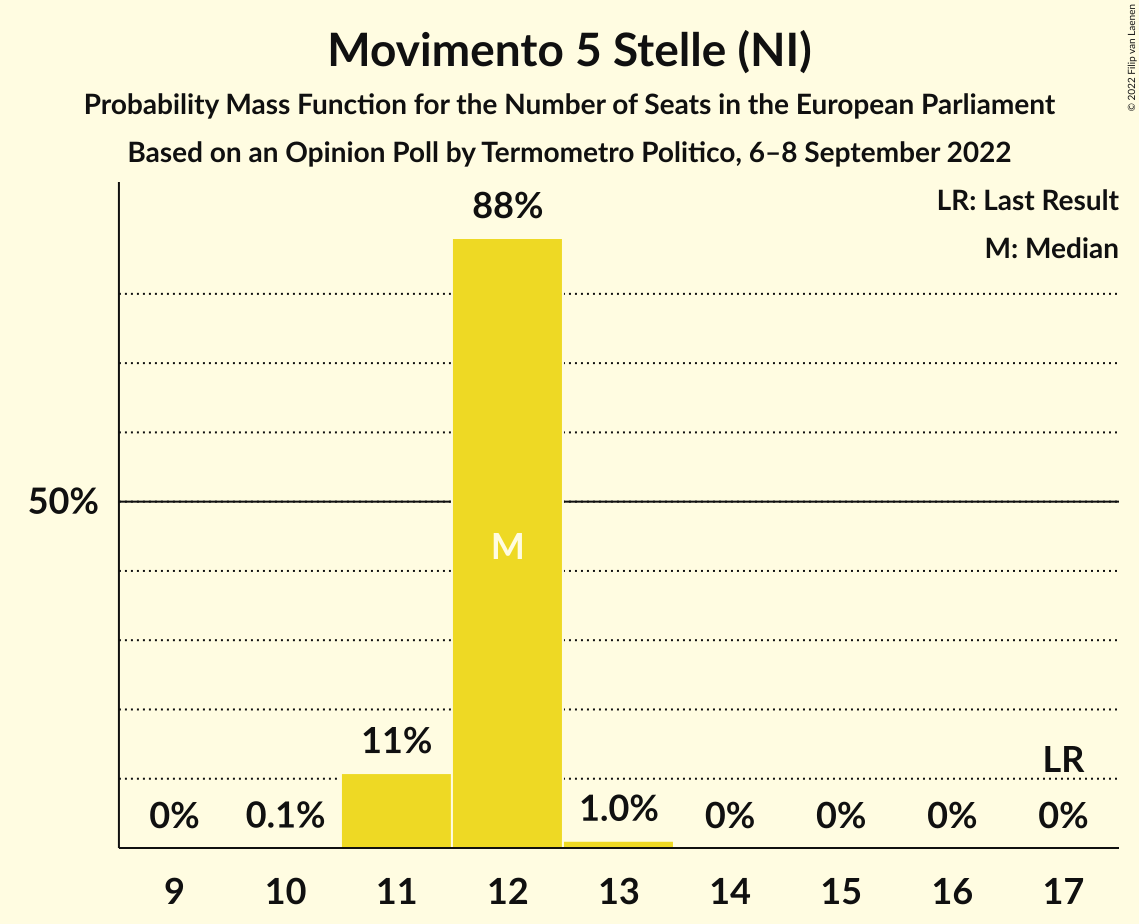 Movimento 5 Stelle (NI)
Probability Mass Function for the Number of Seats in the European Parliament
Based on an Opinion Poll by Termometro Politico, 6–8 September 2022
© 2022 Filip van Laenen
LR: Last Result
M: Median
88%
50%
M
11%
LR
0%
0.1%
1.0%
0%
0%
0%
0%
9 10 11 12 13 14 15 16 17